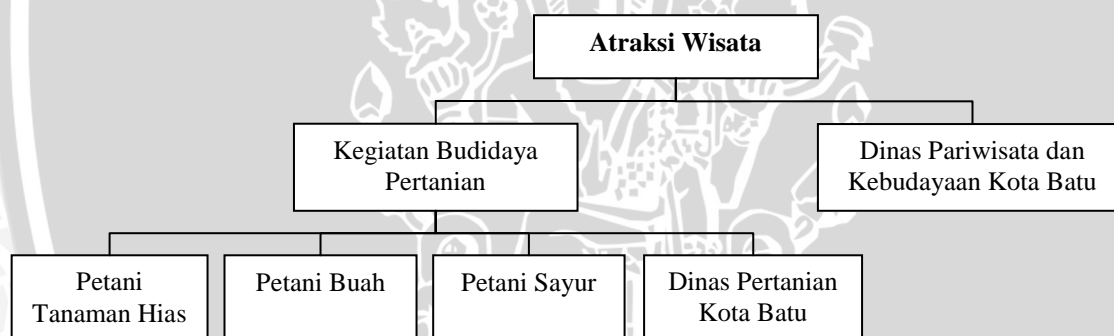 Atraksi Wisata
Kegiatan Budidaya
Pertanian
Dinas Pariwisata dan
Kebudayaan Kota Batu
Petani
Tanaman Hias
Petani Buah
Petani Sayur
Dinas Pertanian
Kota Batu